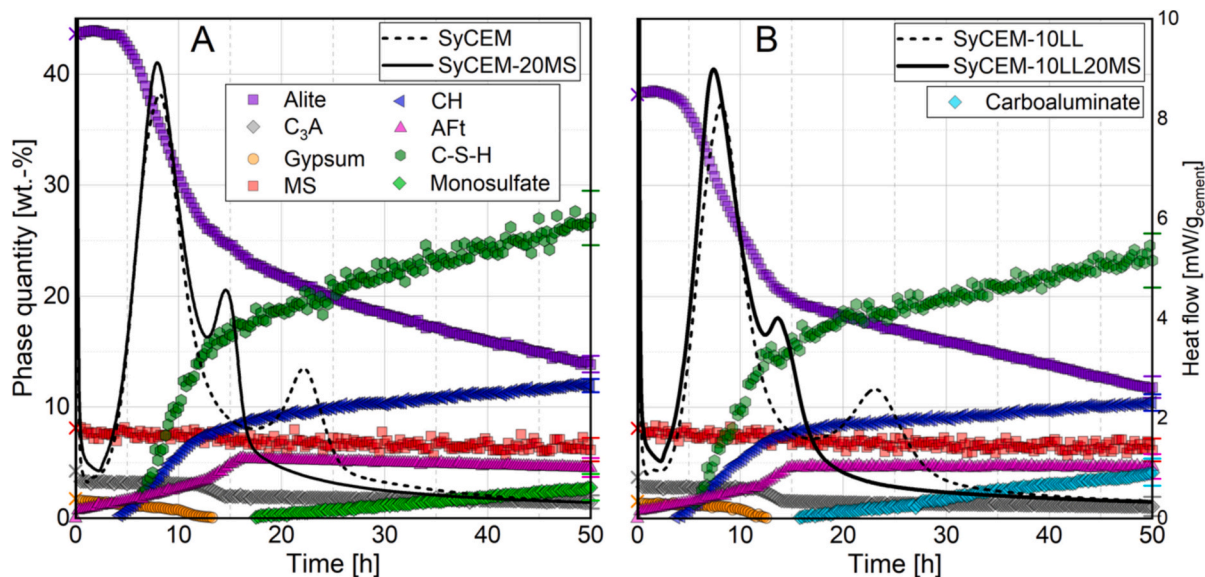 A
SyCEM
SyCEM-20MS
Alite
C₃A
Gypsum
MS
CH
AFt
C-S-H
Monosulfate
Phase quantity [wt.-%]
40
30
20
10
0
0 10 20 30 40 50
Time [h]
B
SyCEM-10LL
SyCEM-10LL20MS
Carboaluminate
0 10 20 30 40 50
Time [h]
10
8
6
4
2
0
Heat flow [mW/g_cement]